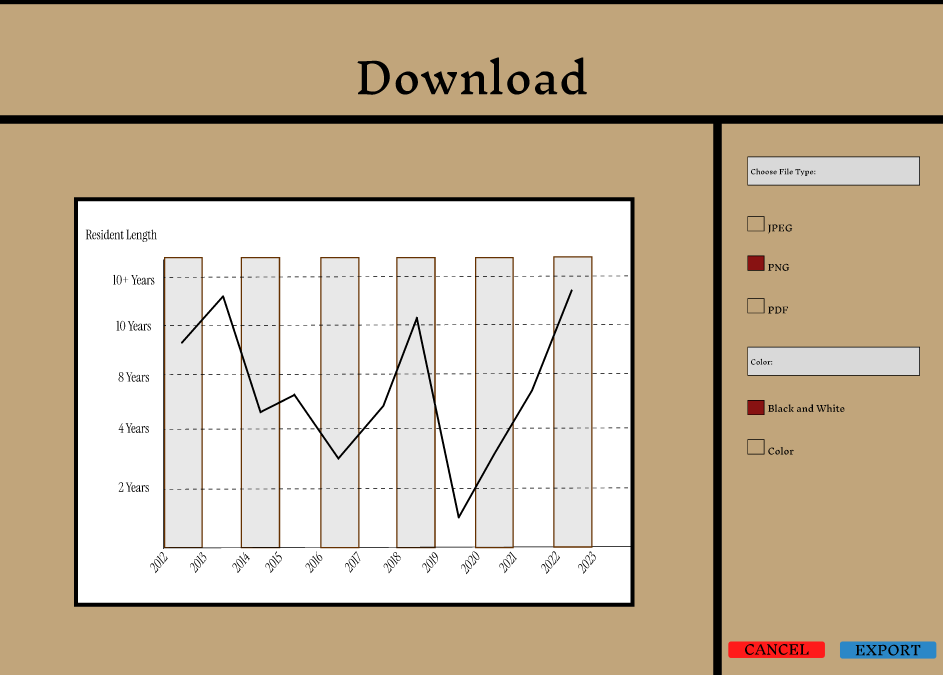 Download
Resident Length
10+ Years
10 Years
8 Years
4 Years
2 Years
2012 2013 2014 2015 2016 2017 2018 2019 2020 2021 2022 2023
Choose File Type:
JPEG
PNG
PDF
Color:
Black and White
Color
CANCEL EXPORT